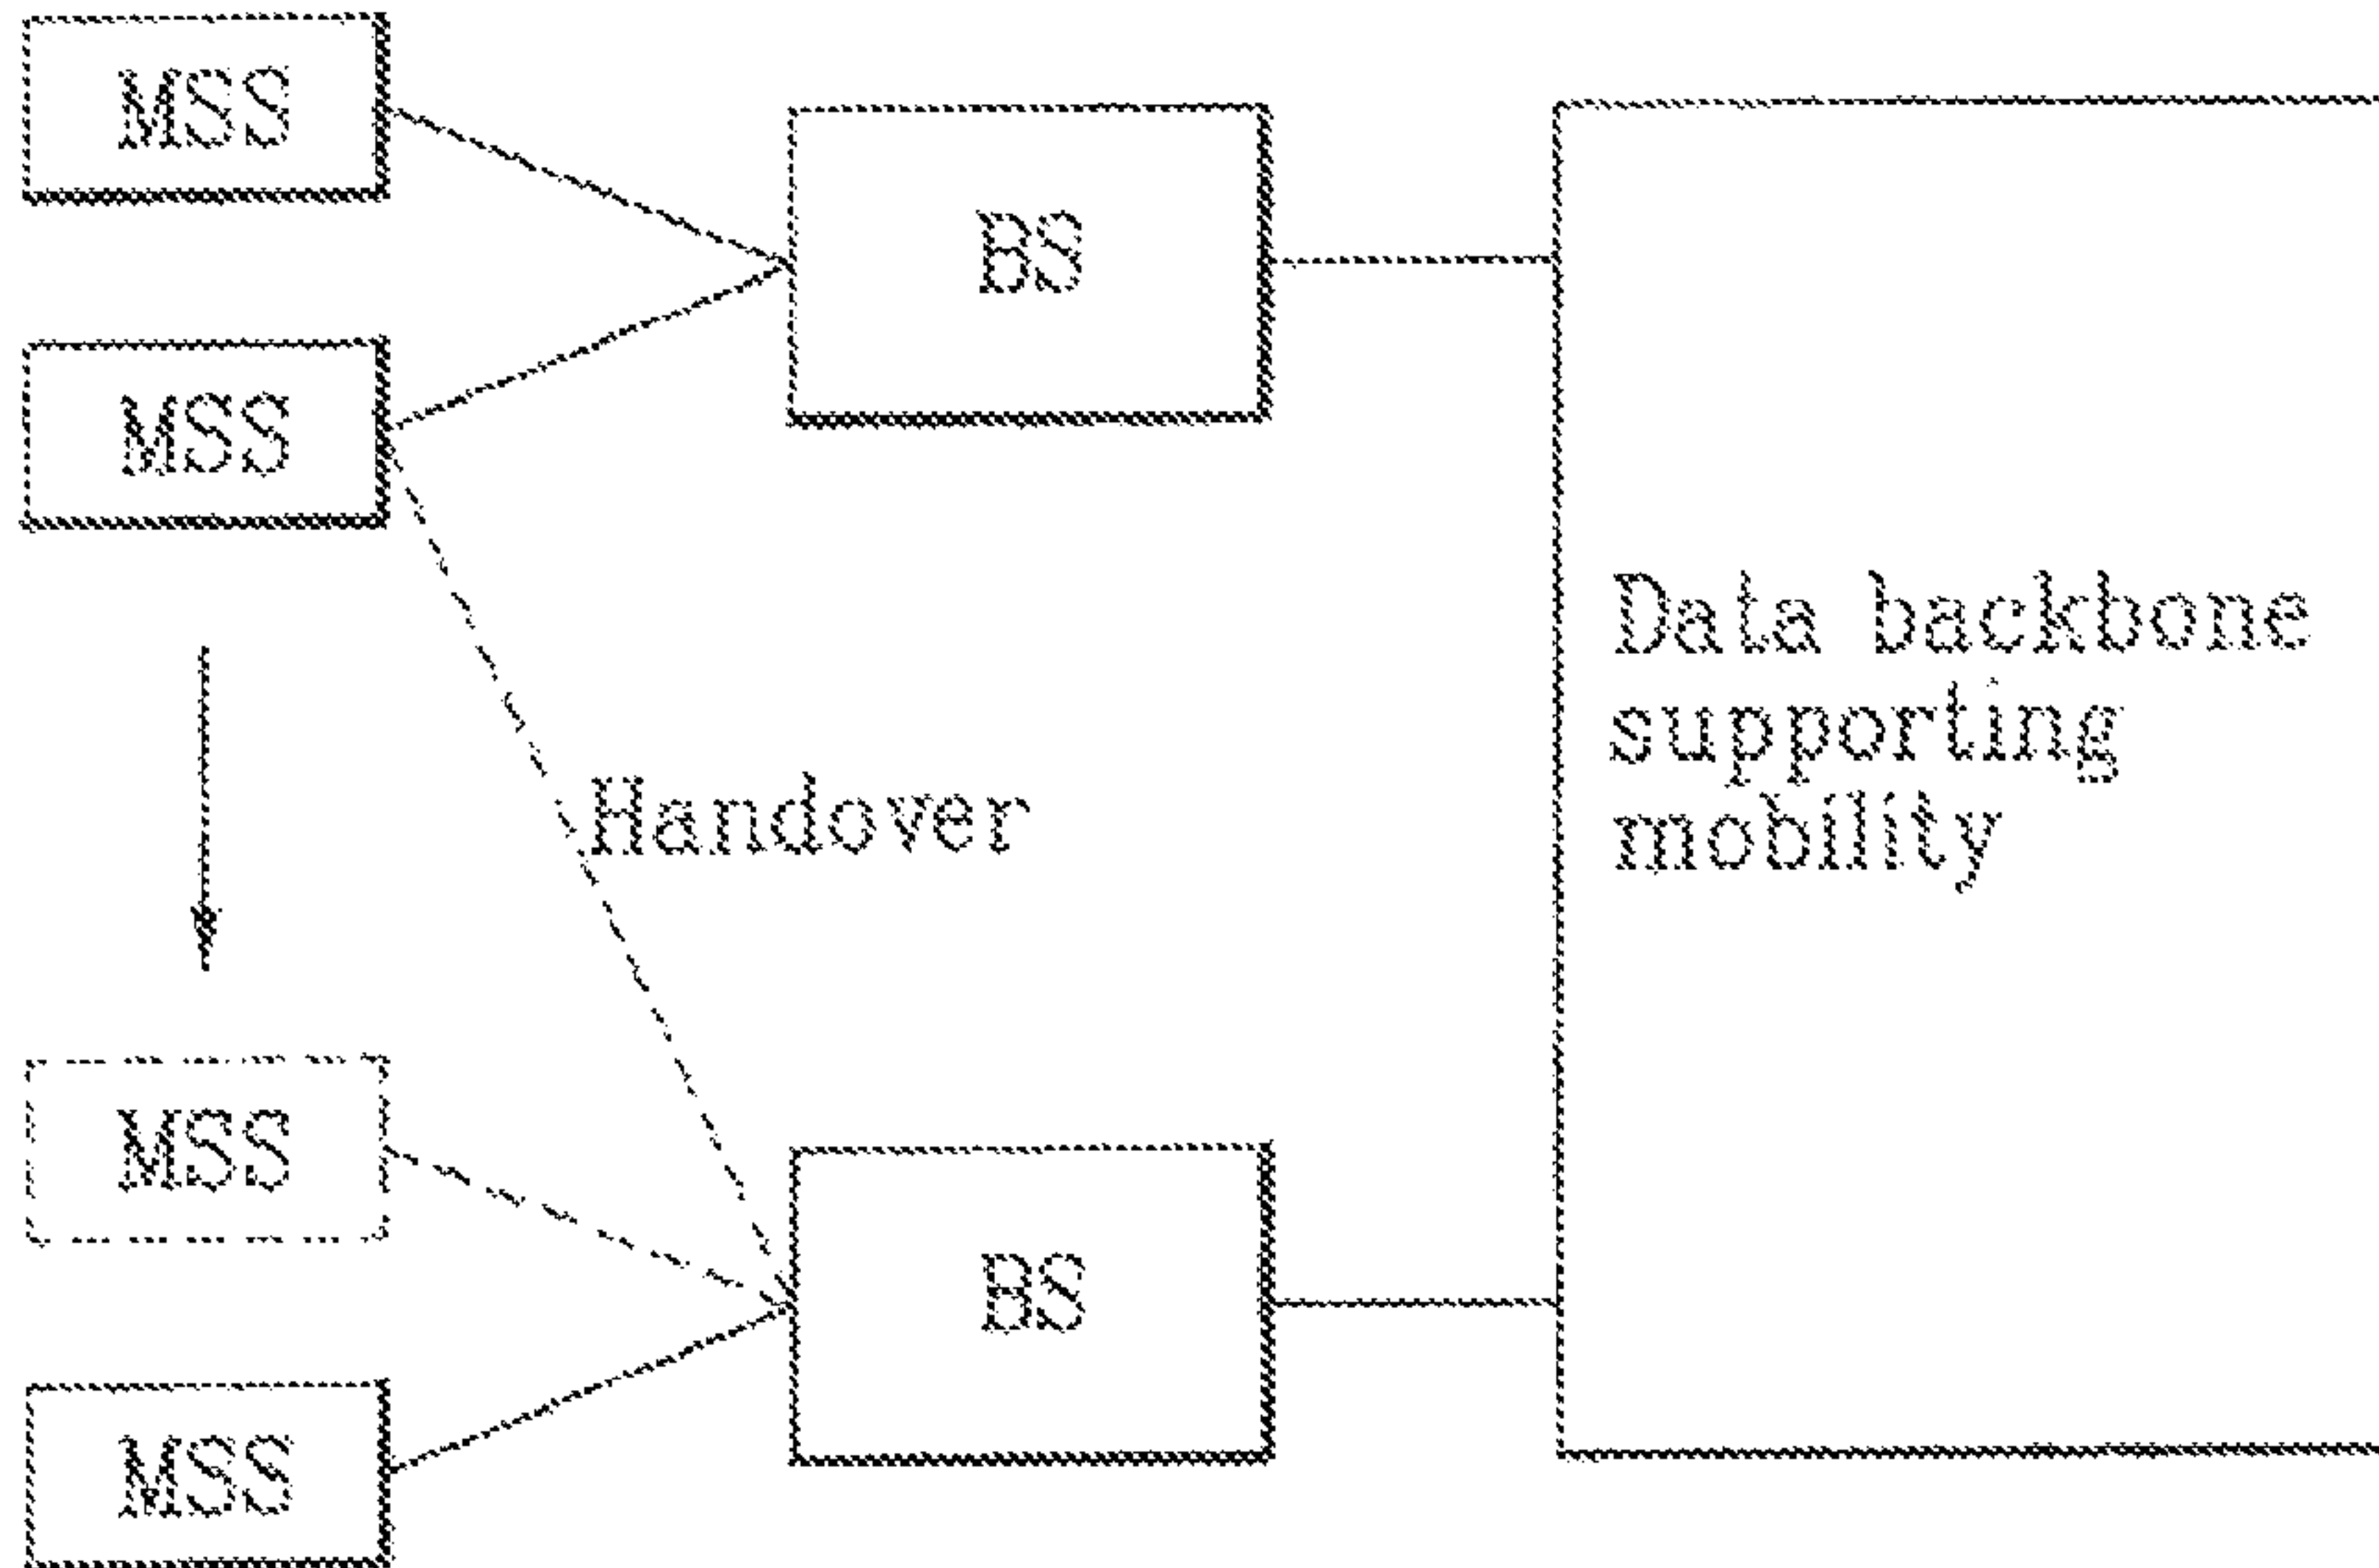 MSS
BS
MSS
Data backbone
supporting
mobility
Handover
MSS
BS
MSS